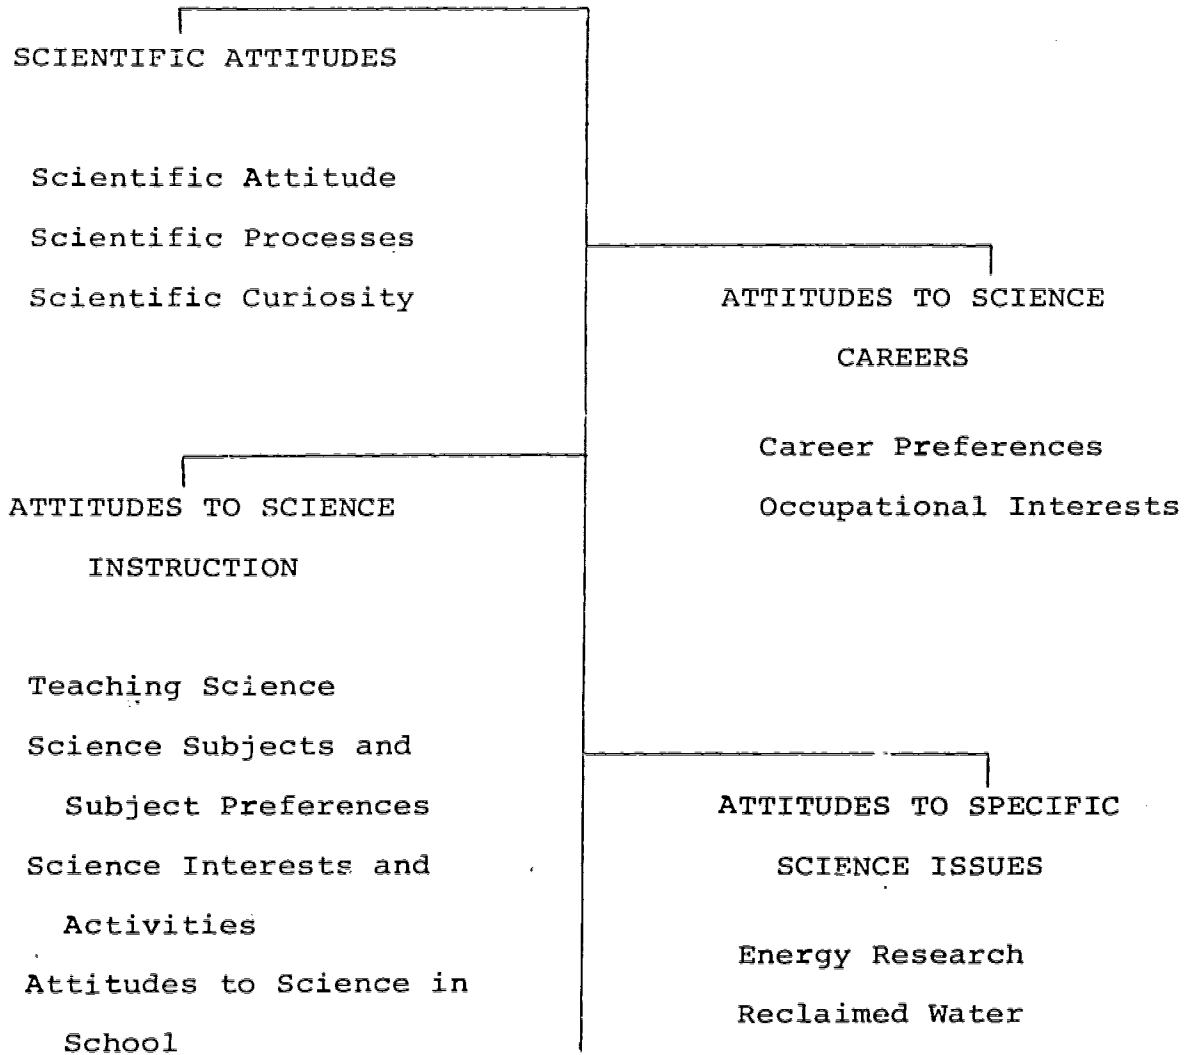 SCIENTIFIC ATTITUDES
Scientific Attitude
Scientific Processes
Scientific Curiosity
ATTITUDES TO SCIENCE
CAREERS
Career Preferences
Occupational Interests
ATTITUDES TO SCIENCE
INSTRUCTION
Teaching Science
Science Subjects and
Subject Preferences
Science Interests and
Activities
Attitudes to Science in
School
ATTITUDES TO SPECIFIC
SCIENCE ISSUES
Energy Research
Reclaimed Water